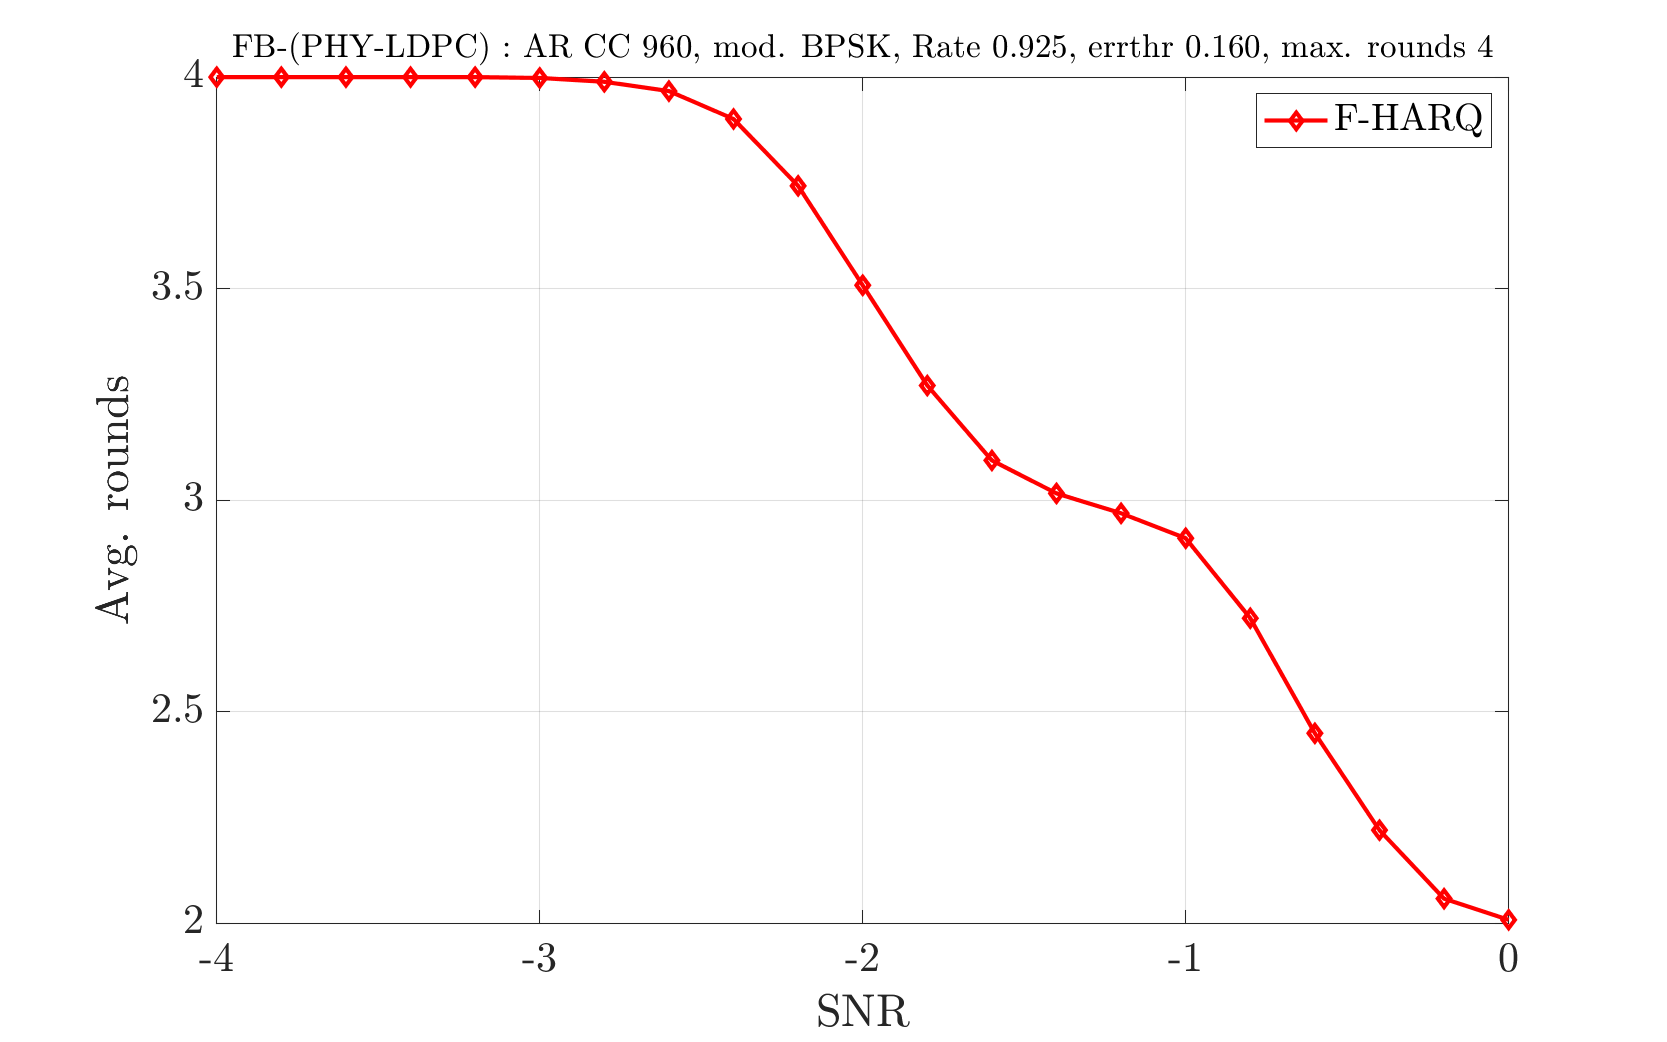 FB-(PHY-LDPC) : AR CC 960, mod. BPSK, Rate 0.925, errthr 0.160, max. rounds 4
F-HARQ
4
3.5
3
2.5
2
Avg. rounds
-4 -3 -2 -1 0
SNR